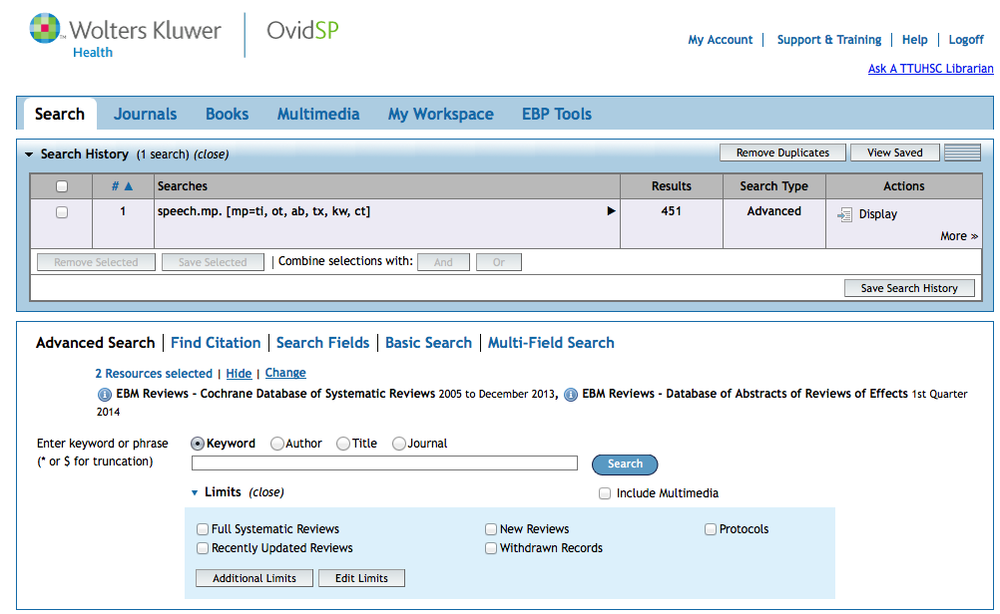 Wolters Kluwer
Health
OvidSP
My Account | Support & Training | Help | Logoff
Ask A TTUHSC Librarian
Search Journals Books Multimedia My Workspace EBP Tools
Search History (1 search) (close) Remove Duplicates View Saved
# ▲ Searches Results Search Type Actions
1 speech.mp. [mp=ti, ot, ab, tx, kw, ct] 451 Advanced Display
More »
Remove Selected Save Selected | Combine selections with: And Or
Save Search History
Advanced Search | Find Citation | Search Fields | Basic Search | Multi-Field Search
2 Resources selected | Hide | Change
EBM Reviews - Cochrane Database of Systematic Reviews 2005 to December 2013, EBM Reviews - Database of Abstracts of Reviews of Effects 1st Quarter
2014
Enter keyword or phrase
(* or $ for truncation)
Keyword Author Title Journal
Search
Limits (close) Include Multimedia
Full Systematic Reviews New Reviews Protocols
Recently Updated Reviews Withdrawn Records
Additional Limits Edit Limits